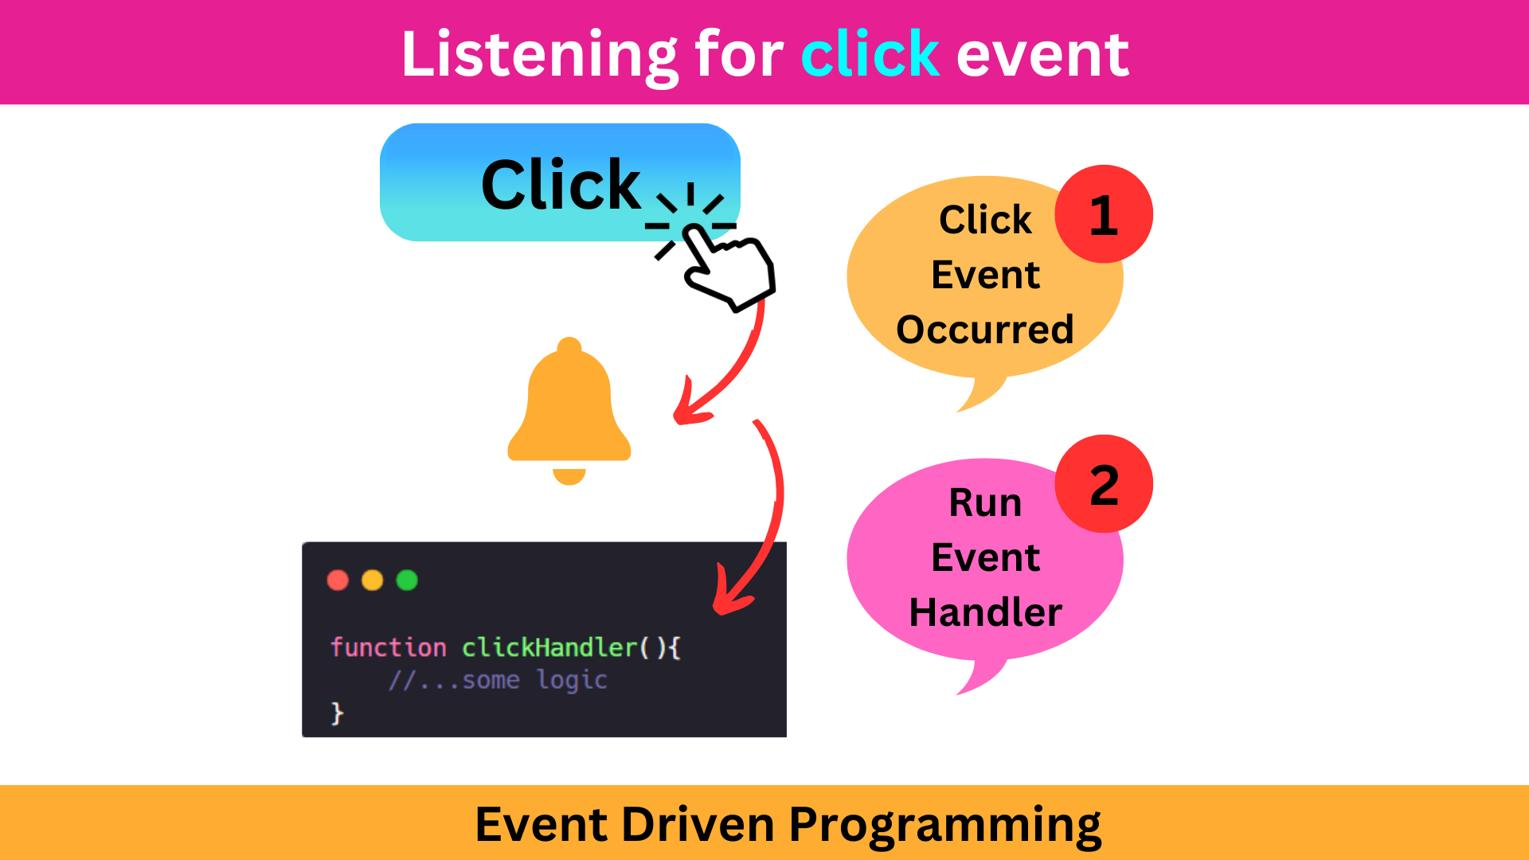 Listening for click event
Click
Click
Event
Occurred
1
Run
Event
Handler
2
function clickHandler(){
    //...some logic
}
Event Driven Programming